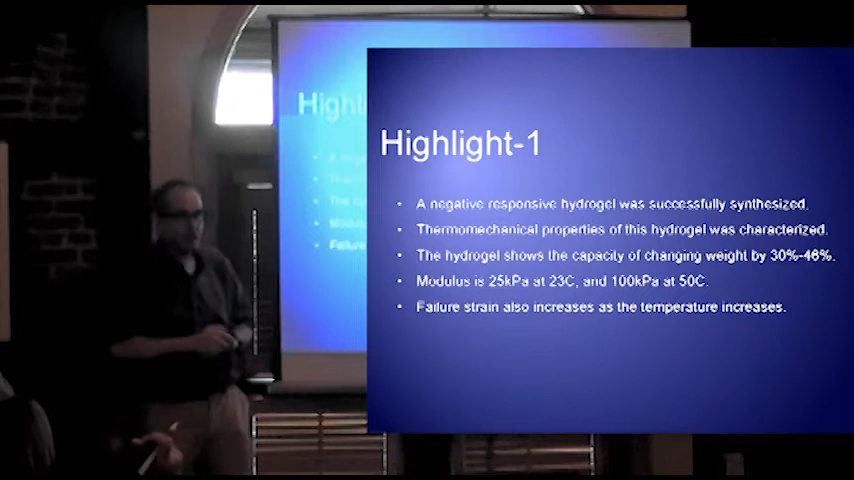 Highlight-1
• A negative responsive hydrogel was successfully synthesized.
• Thermomechanical properties of this hydrogel was characterized.
• The hydrogel shows the capacity of changing weight by 30%-46%.
• Modulus is 25kPa at 23C, and 100kPa at 50C.
• Failure strain also increases as the temperature increases.
Highl
Failure